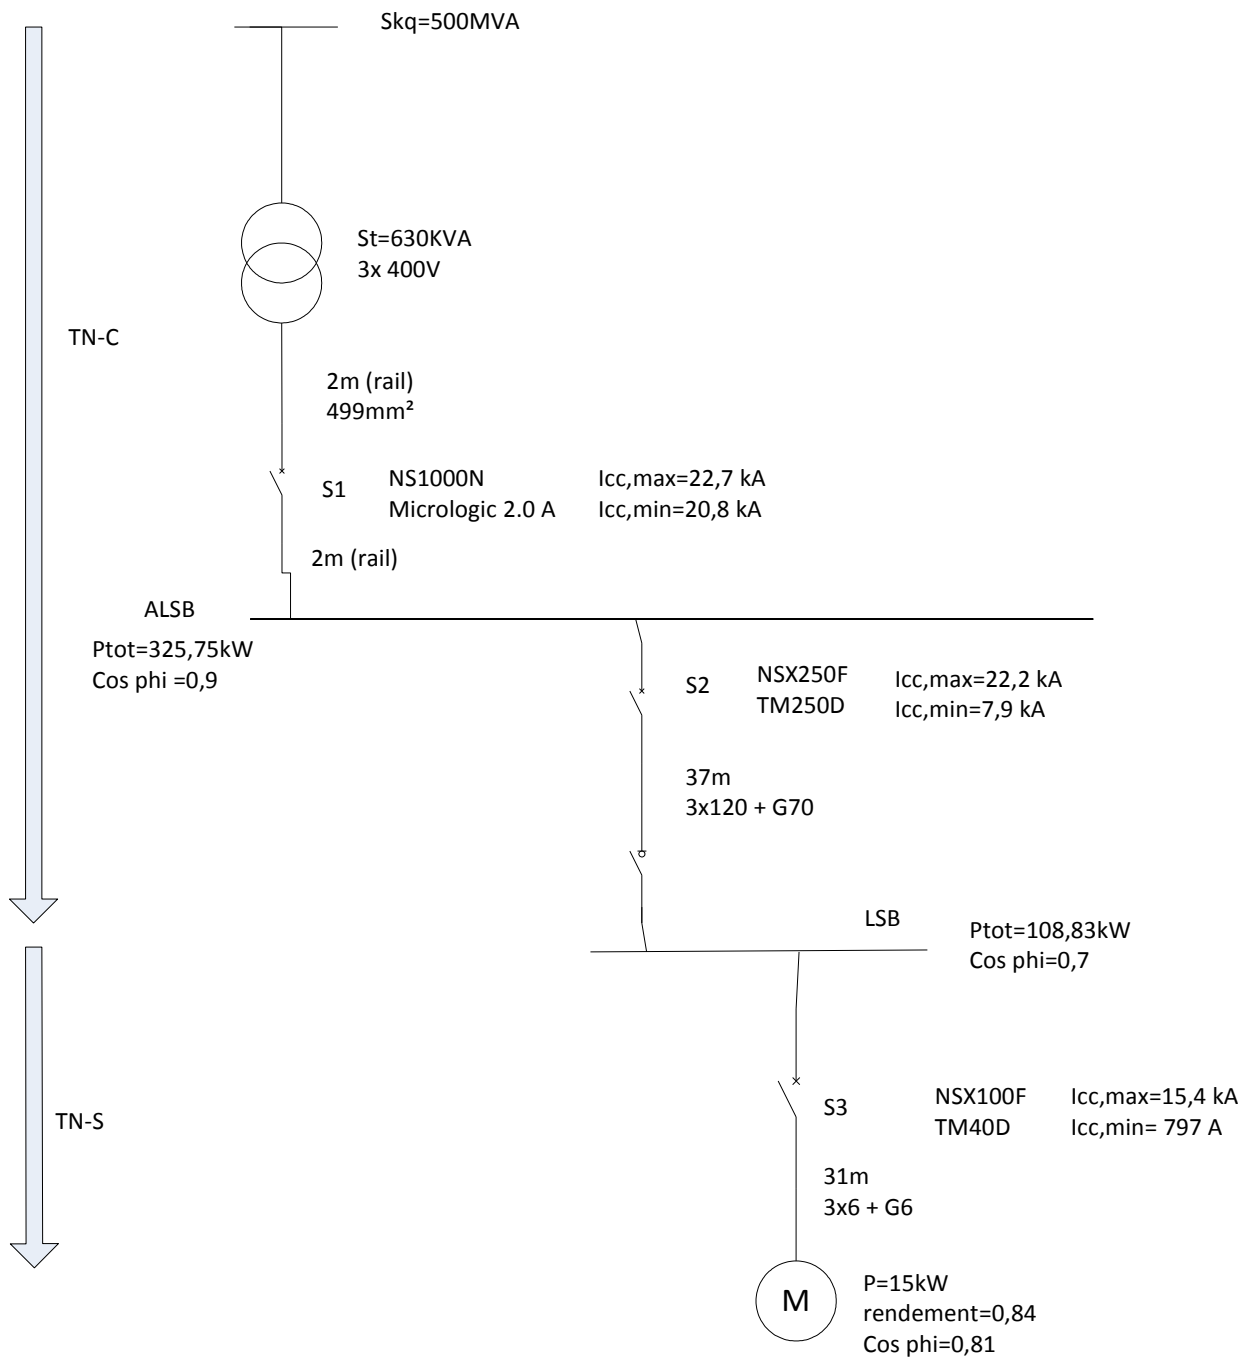 Skq=500MVA
St=630KVA
3x 400V
TN-C
2m (rail)
499mm²
S1
NS1000N
Micrologic 2.0 A
Icc,max=22,7 kA
Icc,min=20,8 kA
2m (rail)
ALSB
Ptot=325,75kW
Cos phi =0,9
S2
NSX250F
TM250D
Icc,max=22,2 kA
Icc,min=7,9 kA
37m
3x120 + G70
LSB
Ptot=108,83kW
Cos phi=0,7
TN-S
S3
NSX100F
TM40D
Icc,max=15,4 kA
Icc,min= 797 A
31m
3x6 + G6
M
P=15kW
rendement=0,84
Cos phi=0,81